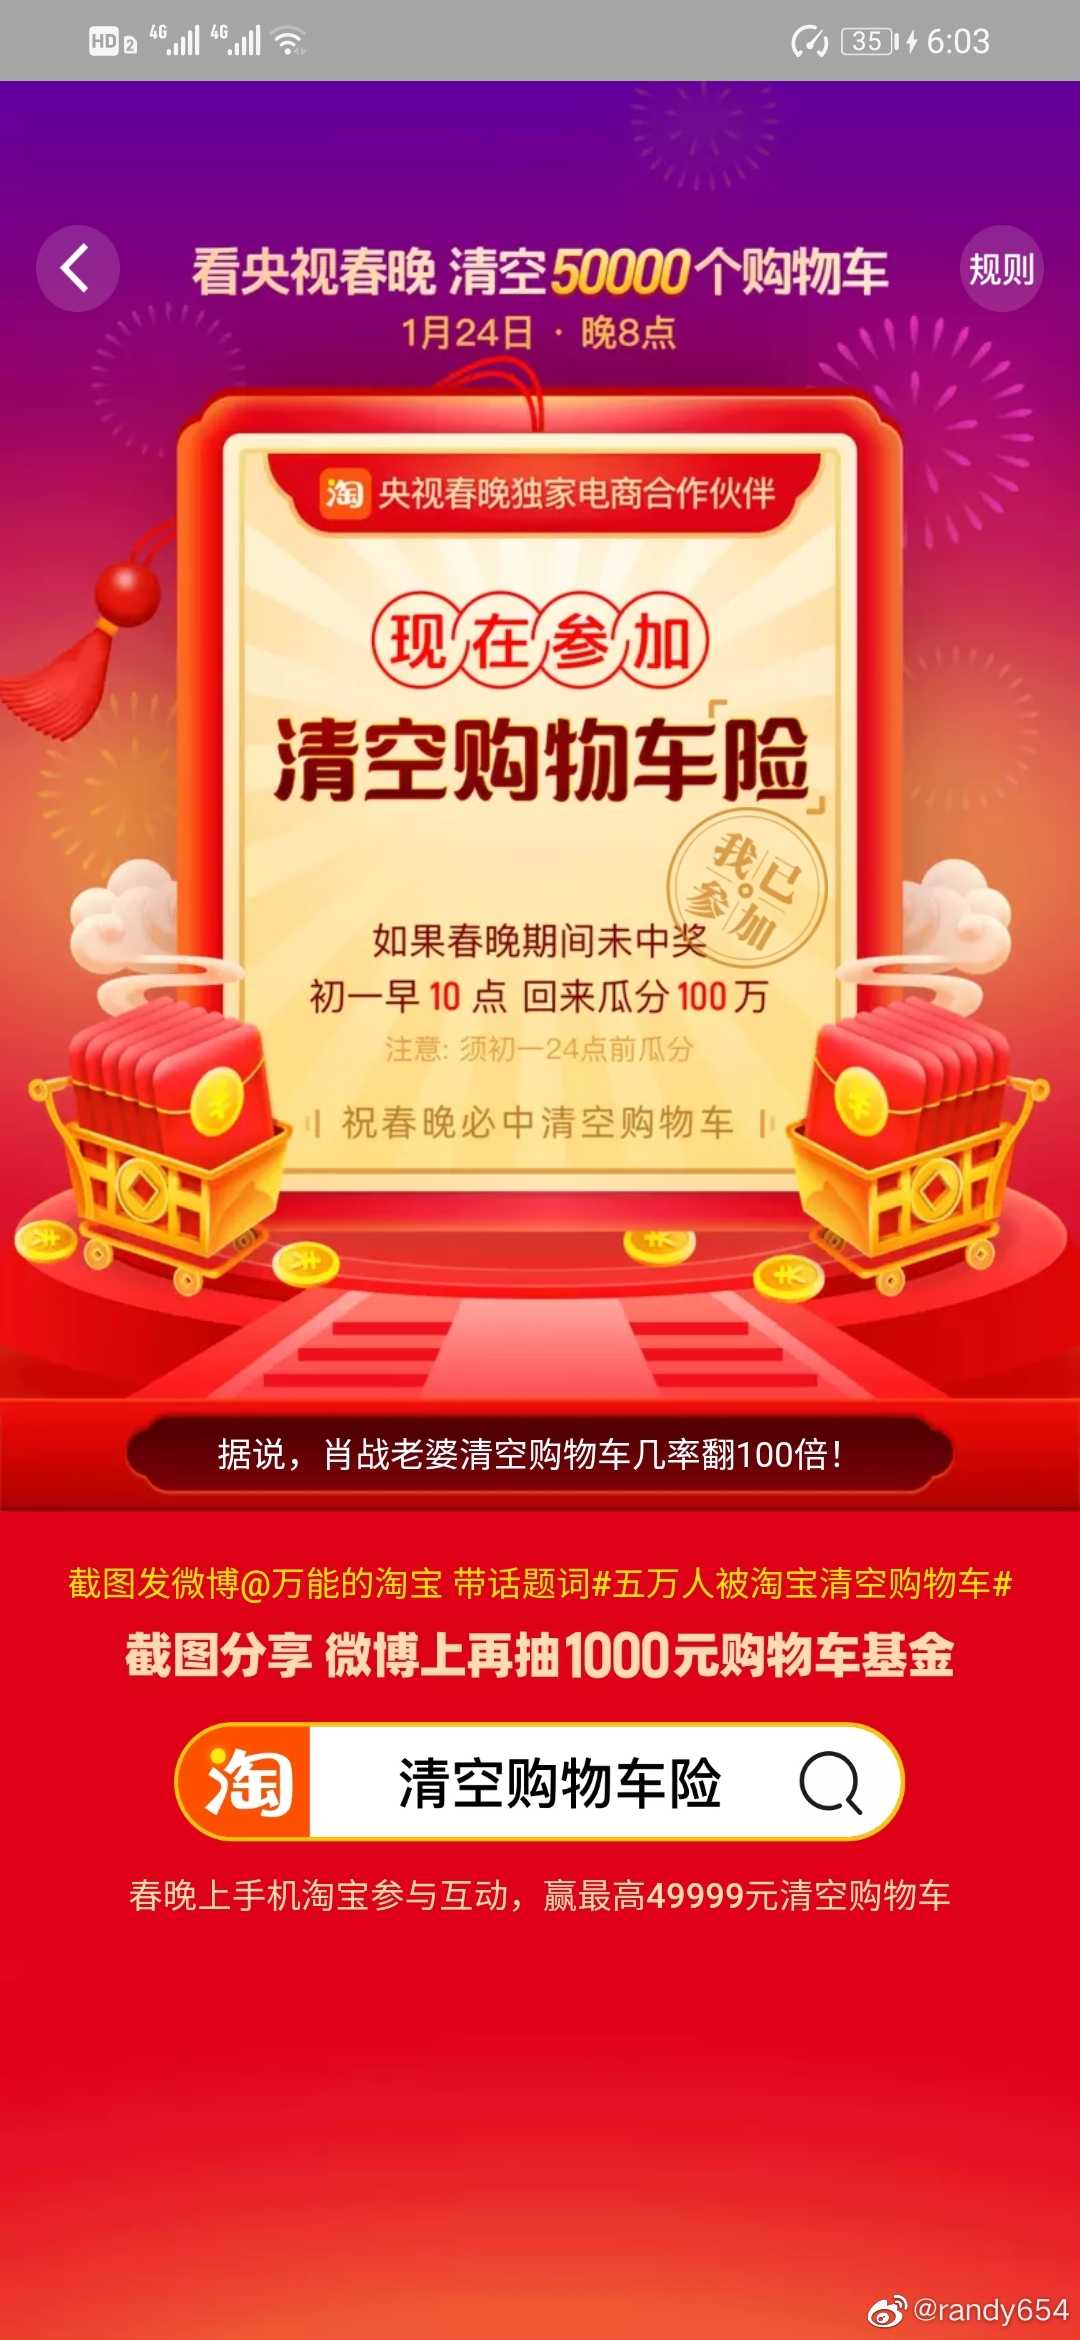 HD 2 4G 4G 35 6:03
看央视春晚 清空50000个购物车
规则
1月24日 · 晚8点
淘 央视春晚独家电商合作伙伴
现在参加
清空购物车「险」
我已参加
如果春晚期间未中奖
初一早10点 回来瓜分100万
注意: 须初一24点前瓜分
祝春晚必中清空购物车
据说，肖战老婆清空购物车几率翻100倍！
截图发微博@万能的淘宝 带话题词#五万人被淘宝清空购物车#
截图分享 微博上再抽1000元购物车基金
淘 清空购物车险
春晚上手机淘宝参与互动，赢最高49999元清空购物车
@randy654